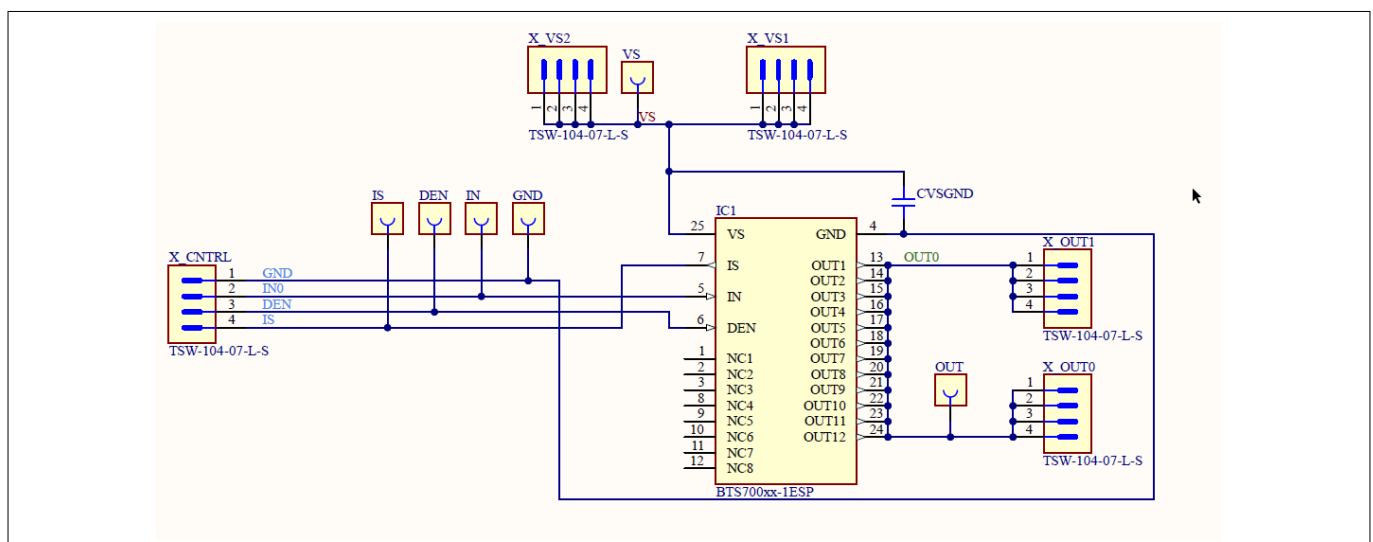 X_VS2
VS
X_VS1
1 2 3 4
VS
1 2 3 4
TSW-104-07-L-S
TSW-104-07-L-S
IS
DEN
IN
GND
CVSGND
IC1
25 VS
GND 4
X_CNTRL
1 GND
2 IN0
3 DEN
4 IS
TSW-104-07-L-S
7 IS
5 IN
6 DEN
1 NC1
2 NC2
3 NC3
8 NC4
9 NC5
10 NC6
11 NC7
12 NC8
OUT1 13 OUT0
OUT2 14
OUT3 15
OUT4 16
OUT5 17
OUT6 18
OUT7 19
OUT8 20
OUT9 21
OUT10 22
OUT11 23
OUT12 24
BTS700xx-1ESP
X_OUT1
1
2
3
4
TSW-104-07-L-S
OUT
X_OUT0
1
2
3
4
TSW-104-07-L-S